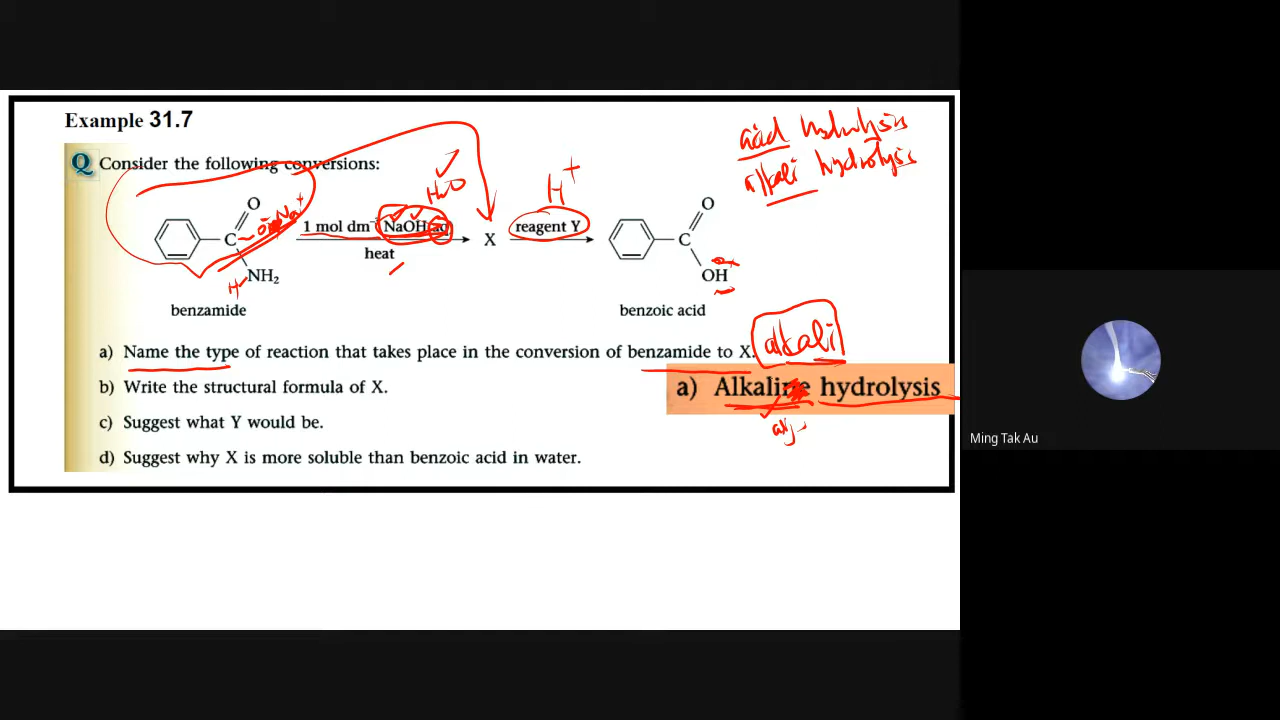 Example 31.7
acid hydrolysis
alkali hydrolysis
Q Consider the following conversions:
H2O
H+
O
O
C
O-Na+
1 mol dm-3 NaOH(aq)
X
reagent Y
C
heat
H
NH2
OH
benzamide
benzoic acid
alkali
a) Name the type of reaction that takes place in the conversion of benzamide to X.
a) Alkaline hydrolysis
b) Write the structural formula of X.
c) Suggest what Y would be.
d) Suggest why X is more soluble than benzoic acid in water.
Ming Tak Au